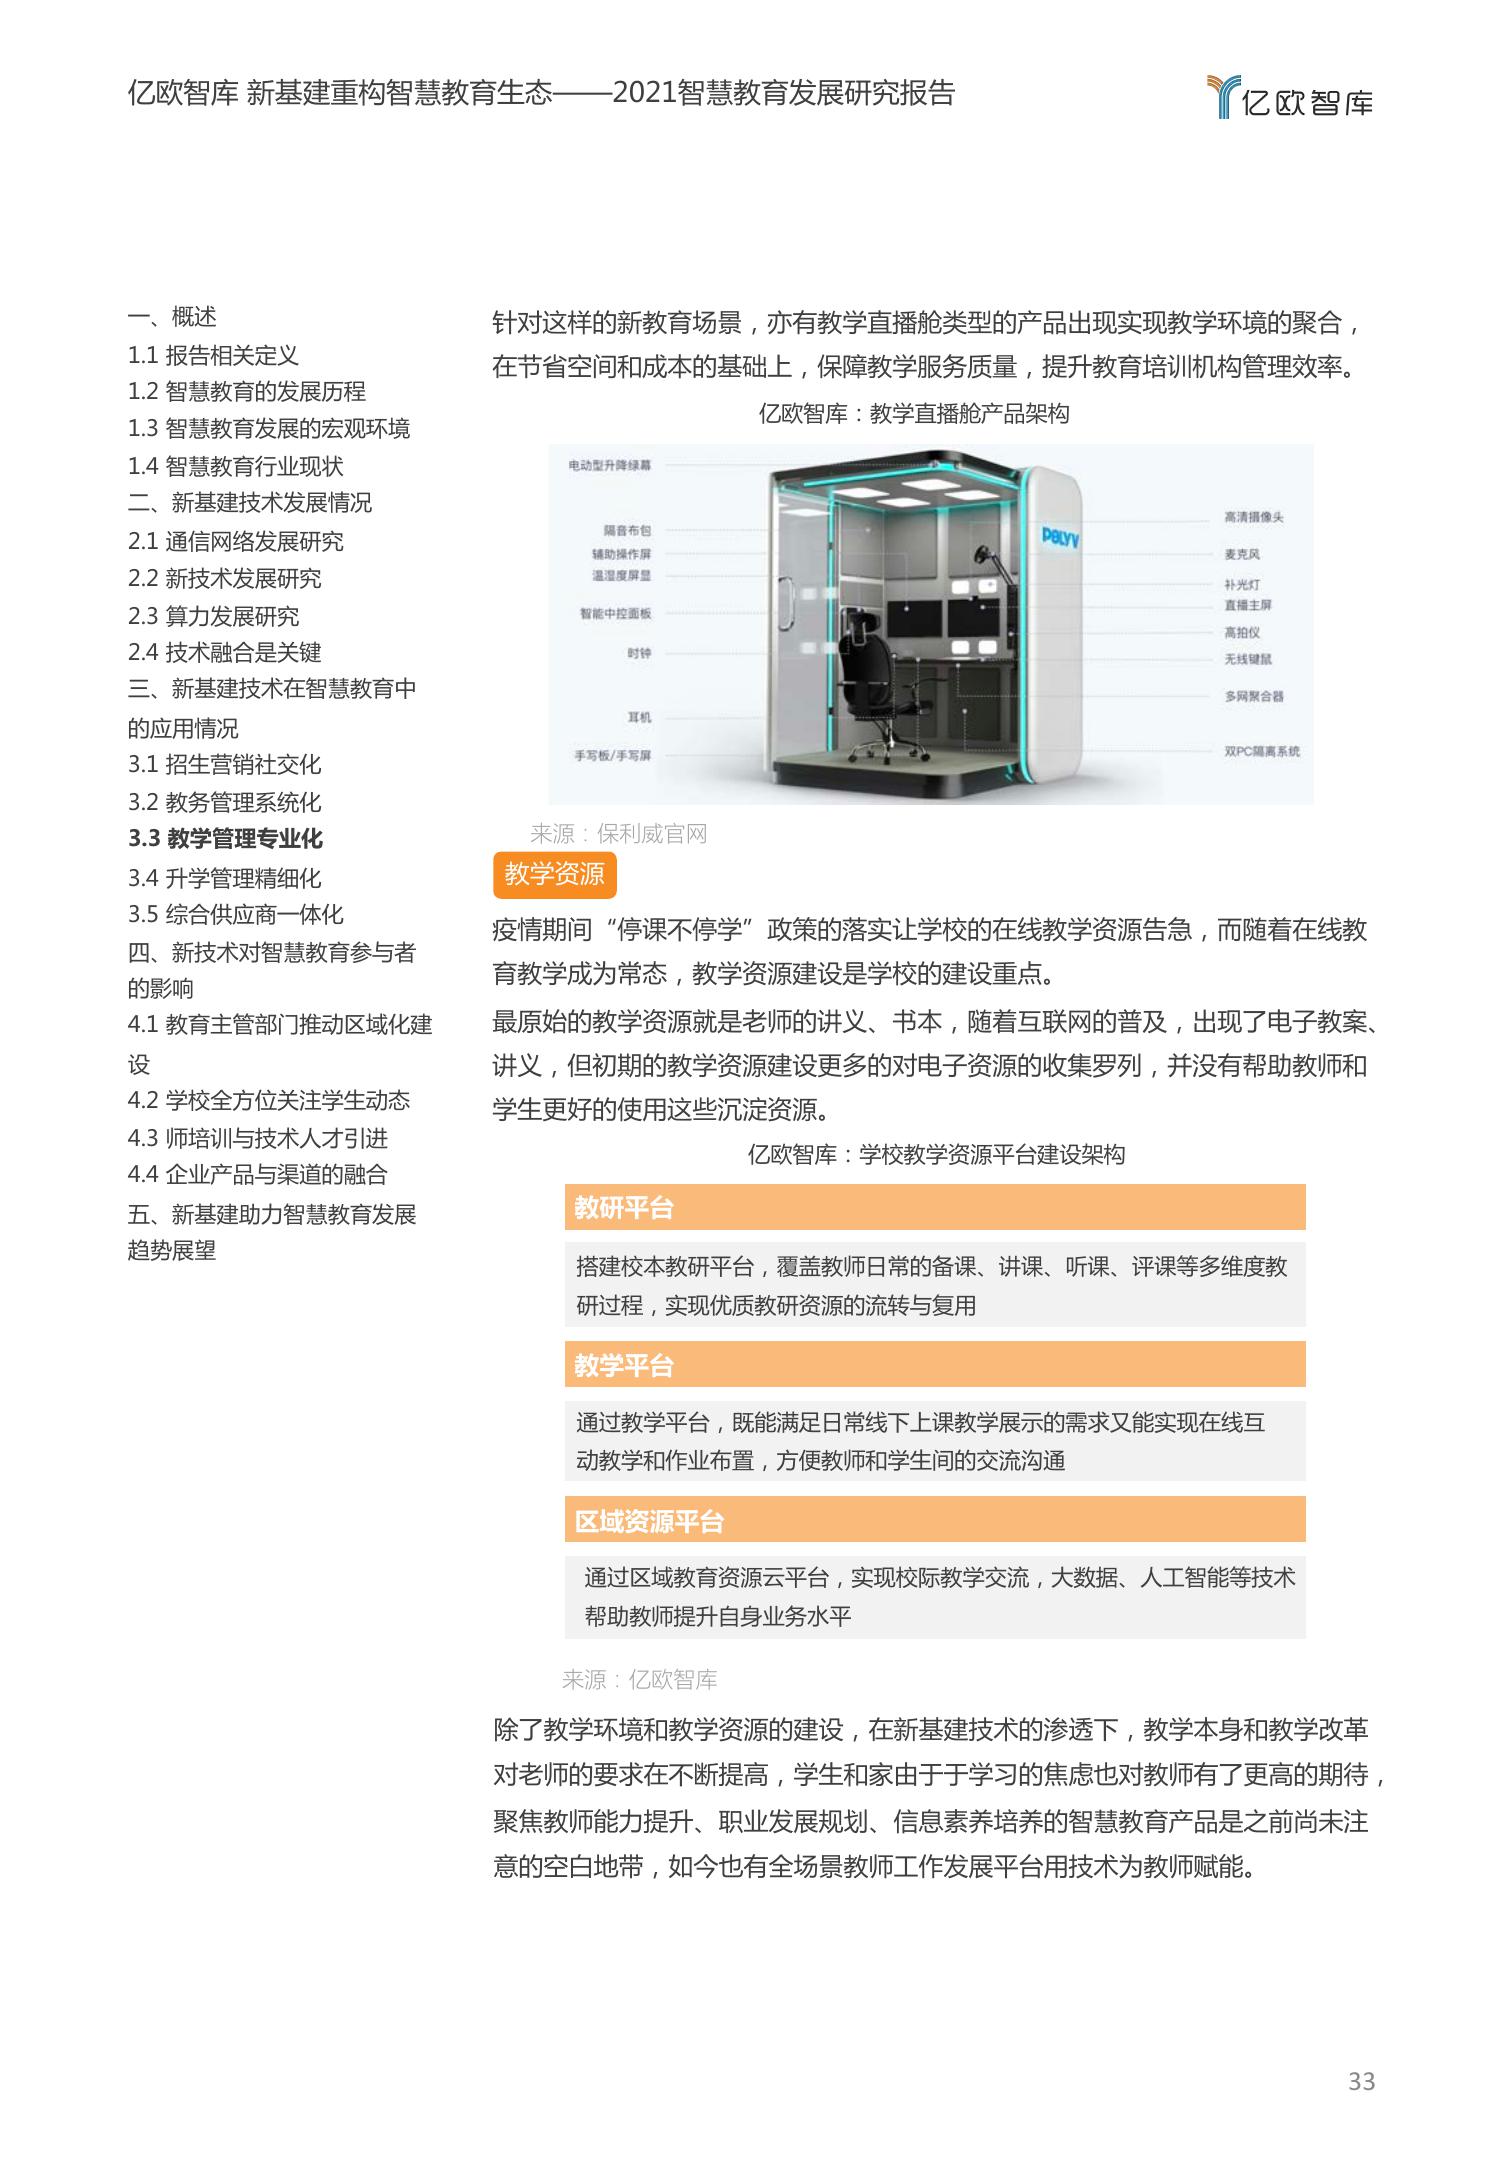 亿欧智库 新基建重构智慧教育生态——2021智慧教育发展研究报告
亿欧智库
一、概述
1.1 报告相关定义
1.2 智慧教育的发展历程
1.3 智慧教育发展的宏观环境
1.4 智慧教育行业现状
二、新基建技术发展情况
2.1 通信网络发展研究
2.2 新技术发展研究
2.3 算力发展研究
2.4 技术融合是关键
三、新基建技术在智慧教育中
的应用情况
3.1 招生营销社交化
3.2 教务管理系统化
3.3 教学管理专业化
3.4 升学管理精细化
3.5 综合供应商一体化
四、新技术对智慧教育参与者
的影响
4.1 教育主管部门推动区域化建
设
4.2 学校全方位关注学生动态
4.3 师培训与技术人才引进
4.4 企业产品与渠道的融合
五、新基建助力智慧教育发展
趋势展望
针对这样的新教育场景，亦有教学直播舱类型的产品出现实现教学环境的聚合，
在节省空间和成本的基础上，保障教学服务质量，提升教育培训机构管理效率。
亿欧智库：教学直播舱产品架构
电动型升降绿幕
隔音布包
辅助操作屏
温湿度屏显
智能中控面板
时钟
耳机
手写板/手写屏
POLYV
高清摄像头
麦克风
补光灯
直播主屏
高拍仪
无线键鼠
多网聚合器
双PC隔离系统
来源：保利威官网
教学资源
疫情期间“停课不停学”政策的落实让学校的在线教学资源告急，而随着在线教
育教学成为常态，教学资源建设是学校的建设重点。
最原始的教学资源就是老师的讲义、书本，随着互联网的普及，出现了电子教案、
讲义，但初期的教学资源建设更多的对电子资源的收集罗列，并没有帮助教师和
学生更好的使用这些沉淀资源。
亿欧智库：学校教学资源平台建设架构
教研平台
搭建校本教研平台，覆盖教师日常的备课、讲课、听课、评课等多维度教
研过程，实现优质教研资源的流转与复用
教学平台
通过教学平台，既能满足日常线下上课教学展示的需求又能实现在线互
动教学和作业布置，方便教师和学生间的交流沟通
区域资源平台
通过区域教育资源云平台，实现校际教学交流，大数据、人工智能等技术
帮助教师提升自身业务水平
来源：亿欧智库
除了教学环境和教学资源的建设，在新基建技术的渗透下，教学本身和教学改革
对老师的要求在不断提高，学生和家由于于学习的焦虑也对教师有了更高的期待，
聚焦教师能力提升、职业发展规划、信息素养培养的智慧教育产品是之前尚未注
意的空白地带，如今也有全场景教师工作发展平台用技术为教师赋能。
33